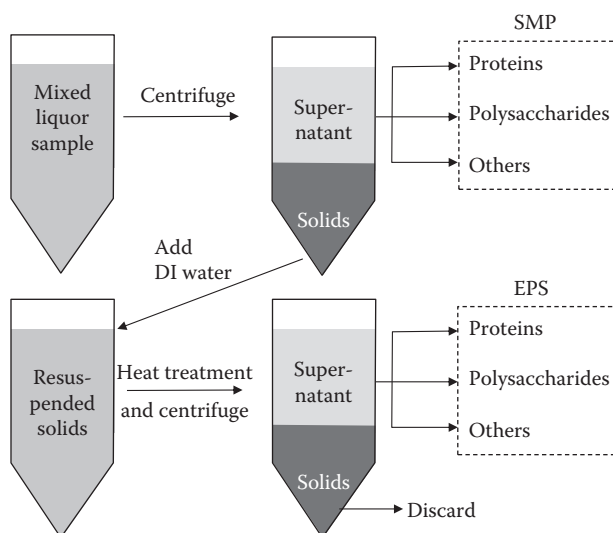 SMP
Mixed
liquor
sample
Centrifuge
Super-
natant
Solids
Proteins
Polysaccharides
Others
Add
DI water
EPS
Resus-
pended
solids
Heat treatment
and centrifuge
Super-
natant
Solids
Proteins
Polysaccharides
Others
Discard